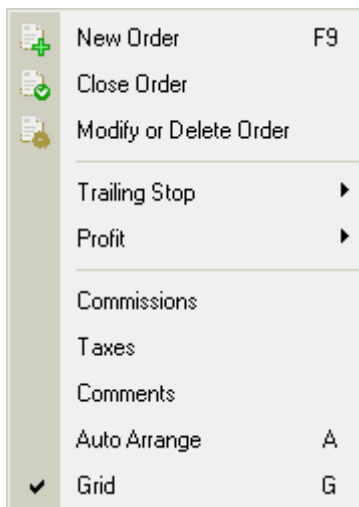 New Order F9
Close Order
Modify or Delete Order
Trailing Stop
Profit
Commissions
Taxes
Comments
Auto Arrange A
Grid G